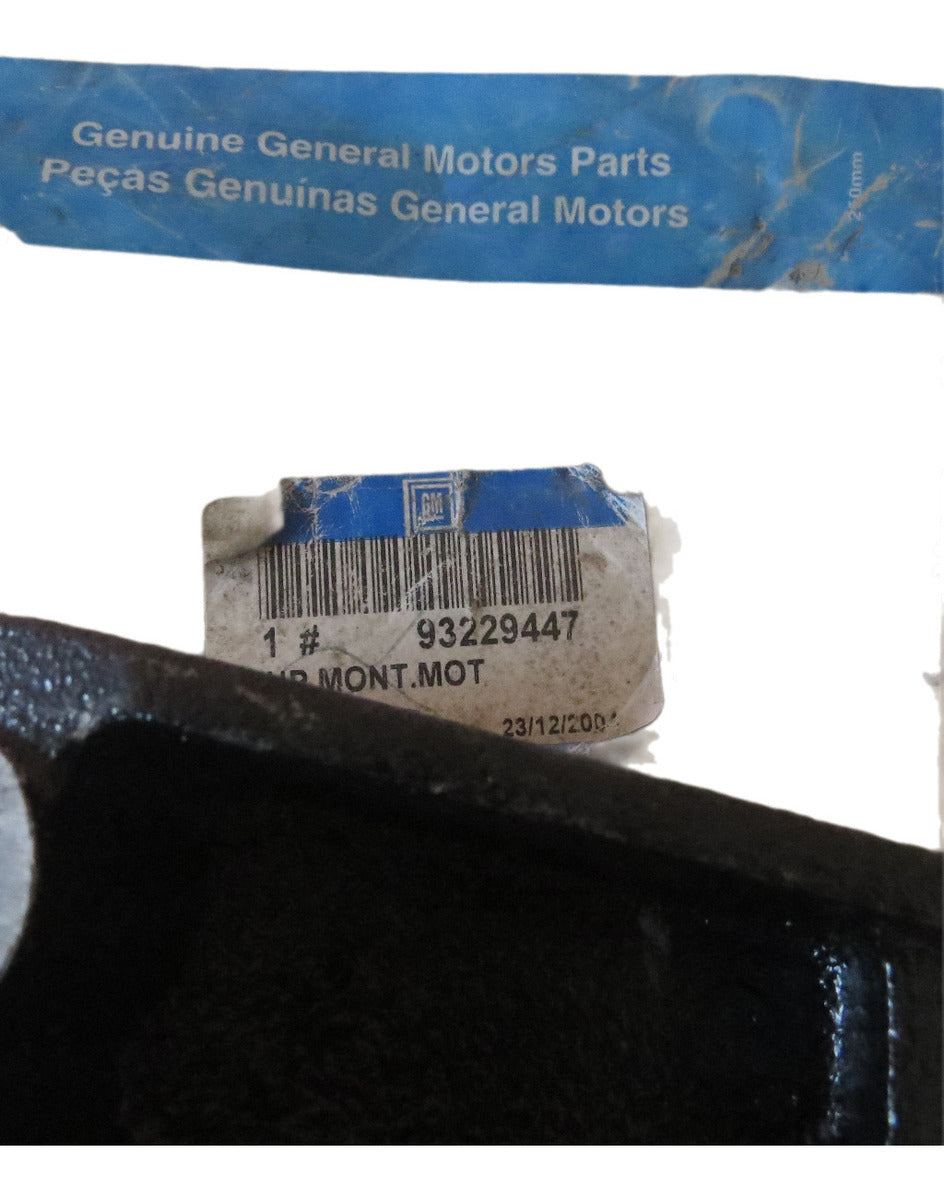 Genuine General Motors Parts
Peças Genuínas General Motors
GM
1 # 93229447
MONT.MOT